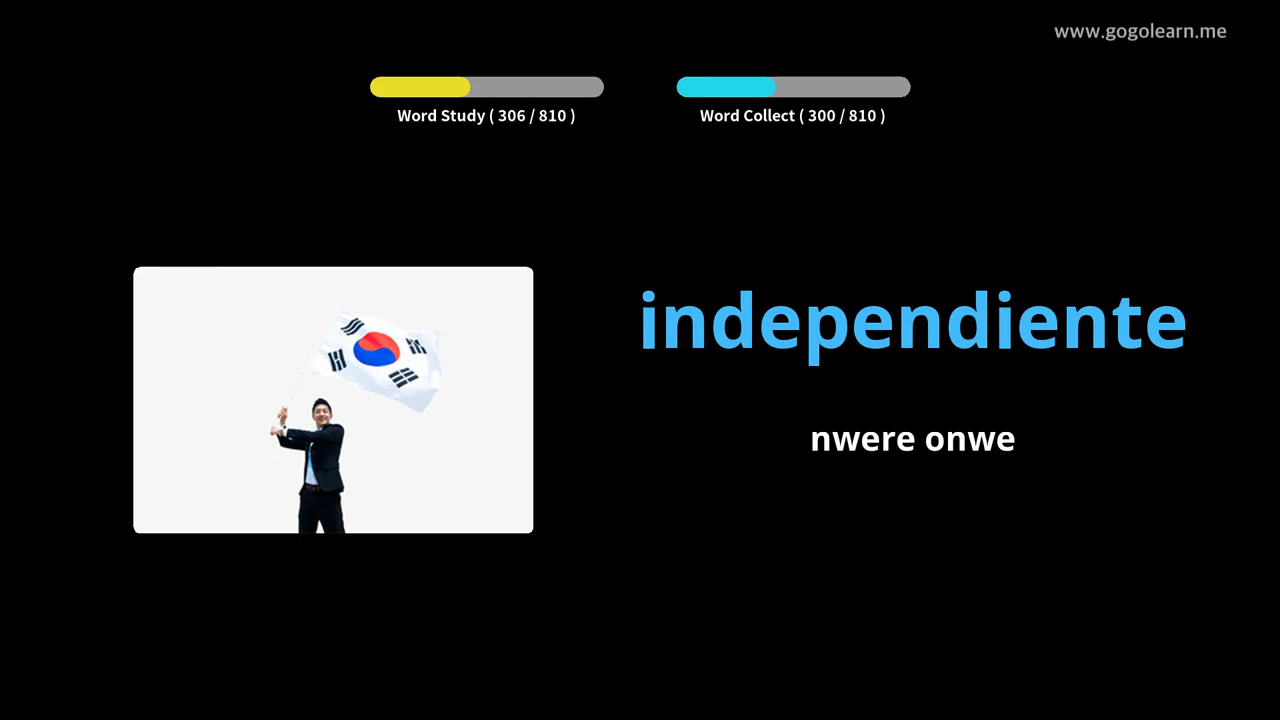 www.gogolearn.me
Word Study ( 306 / 810 )
Word Collect ( 300 / 810 )
independiente
nwere onwe